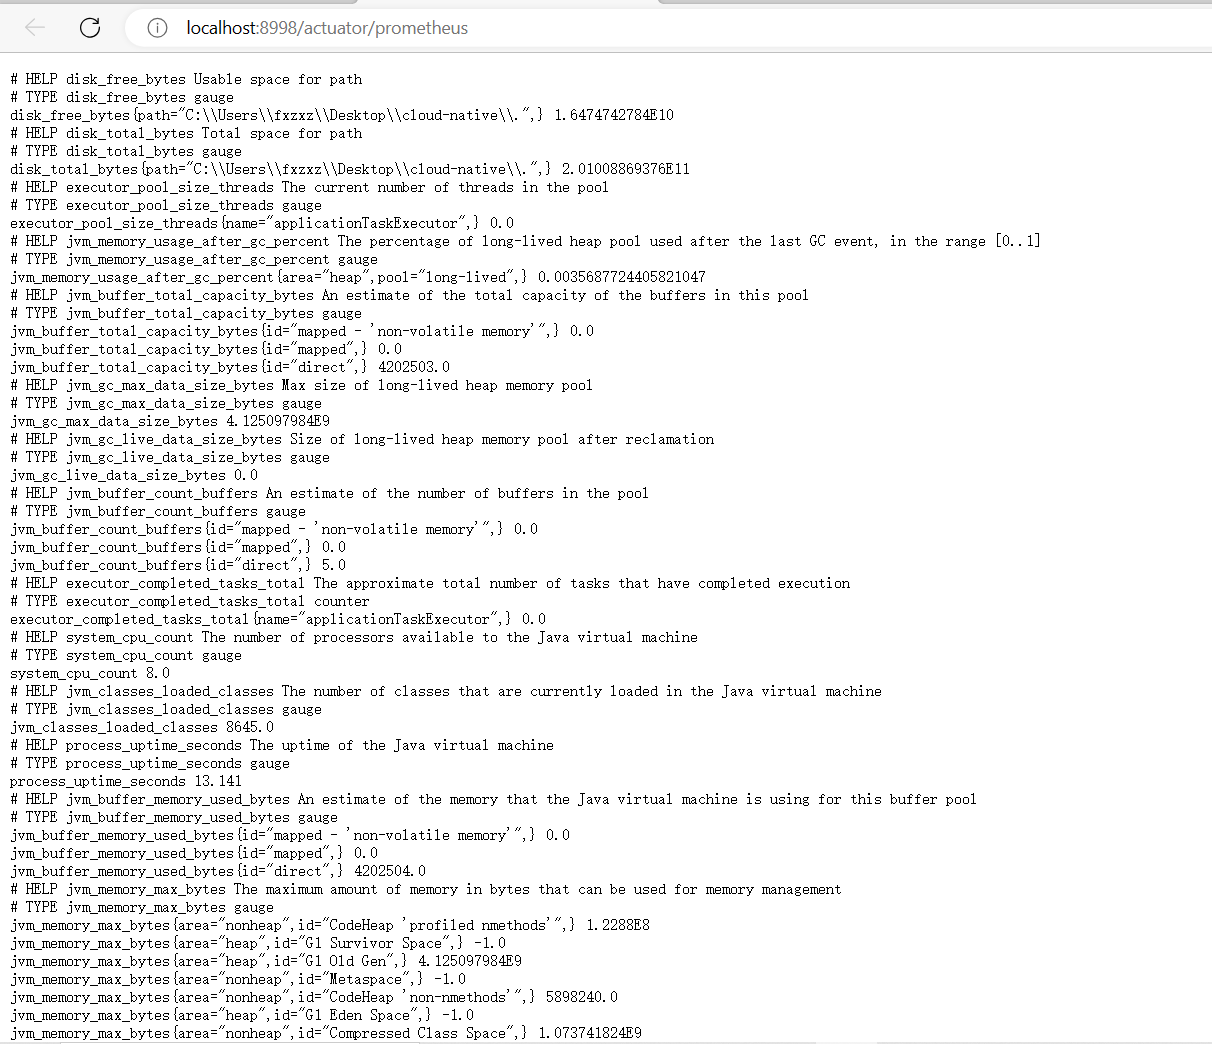 localhost:8998/actuator/prometheus
# HELP disk_free_bytes Usable space for path
# TYPE disk_free_bytes gauge
disk_free_bytes{path="C:\\Users\\fxzxz\\Desktop\\cloud-native\\.",} 1.6474742784E10
# HELP disk_total_bytes Total space for path
# TYPE disk_total_bytes gauge
disk_total_bytes{path="C:\\Users\\fxzxz\\Desktop\\cloud-native\\.",} 2.01008869376E11
# HELP executor_pool_size_threads The current number of threads in the pool
# TYPE executor_pool_size_threads gauge
executor_pool_size_threads{name="applicationTaskExecutor",} 0.0
# HELP jvm_memory_usage_after_gc_percent The percentage of long-lived heap pool used after the last GC event, in the range [0..1]
# TYPE jvm_memory_usage_after_gc_percent gauge
jvm_memory_usage_after_gc_percent{area="heap",pool="long-lived",} 0.0035687724405821047
# HELP jvm_buffer_total_capacity_bytes An estimate of the total capacity of the buffers in this pool
# TYPE jvm_buffer_total_capacity_bytes gauge
jvm_buffer_total_capacity_bytes{id="mapped - 'non-volatile memory'",} 0.0
jvm_buffer_total_capacity_bytes{id="mapped",} 0.0
jvm_buffer_total_capacity_bytes{id="direct",} 4202503.0
# HELP jvm_gc_max_data_size_bytes Max size of long-lived heap memory pool
# TYPE jvm_gc_max_data_size_bytes gauge
jvm_gc_max_data_size_bytes 4.125097984E9
# HELP jvm_gc_live_data_size_bytes Size of long-lived heap memory pool after reclamation
# TYPE jvm_gc_live_data_size_bytes gauge
jvm_gc_live_data_size_bytes 0.0
# HELP jvm_buffer_count_buffers An estimate of the number of buffers in the pool
# TYPE jvm_buffer_count_buffers gauge
jvm_buffer_count_buffers{id="mapped - 'non-volatile memory'",} 0.0
jvm_buffer_count_buffers{id="mapped",} 0.0
jvm_buffer_count_buffers{id="direct",} 5.0
# HELP executor_completed_tasks_total The approximate total number of tasks that have completed execution
# TYPE executor_completed_tasks_total counter
executor_completed_tasks_total{name="applicationTaskExecutor",} 0.0
# HELP system_cpu_count The number of processors available to the Java virtual machine
# TYPE system_cpu_count gauge
system_cpu_count 8.0
# HELP jvm_classes_loaded_classes The number of classes that are currently loaded in the Java virtual machine
# TYPE jvm_classes_loaded_classes gauge
jvm_classes_loaded_classes 8645.0
# HELP process_uptime_seconds The uptime of the Java virtual machine
# TYPE process_uptime_seconds gauge
process_uptime_seconds 13.141
# HELP jvm_buffer_memory_used_bytes An estimate of the memory that the Java virtual machine is using for this buffer pool
# TYPE jvm_buffer_memory_used_bytes gauge
jvm_buffer_memory_used_bytes{id="mapped - 'non-volatile memory'",} 0.0
jvm_buffer_memory_used_bytes{id="mapped",} 0.0
jvm_buffer_memory_used_bytes{id="direct",} 4202504.0
# HELP jvm_memory_max_bytes The maximum amount of memory in bytes that can be used for memory management
# TYPE jvm_memory_max_bytes gauge
jvm_memory_max_bytes{area="nonheap",id="CodeHeap 'profiled nmethods'",} 1.2288E8
jvm_memory_max_bytes{area="heap",id="G1 Survivor Space",} -1.0
jvm_memory_max_bytes{area="heap",id="G1 Old Gen",} 4.125097984E9
jvm_memory_max_bytes{area="nonheap",id="Metaspace",} -1.0
jvm_memory_max_bytes{area="nonheap",id="CodeHeap 'non-nmethods'",} 5898240.0
jvm_memory_max_bytes{area="heap",id="G1 Eden Space",} -1.0
jvm_memory_max_bytes{area="nonheap",id="Compressed Class Space",} 1.073741824E9